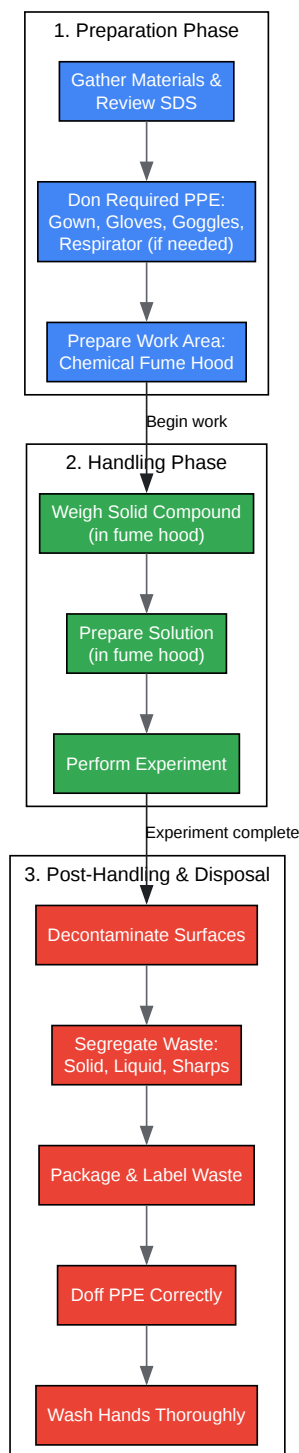 1. Preparation Phase
Gather Materials &
Review SDS
Don Required PPE:
Gown, Gloves, Goggles,
Respirator (if needed)
Prepare Work Area:
Chemical Fume Hood
Begin work
2. Handling Phase
Weigh Solid Compound
(in fume hood)
Prepare Solution
(in fume hood)
Perform Experiment
Experiment complete
3. Post-Handling & Disposal
Decontaminate Surfaces
Segregate Waste:
Solid, Liquid, Sharps
Package & Label Waste
Doff PPE Correctly
Wash Hands Thoroughly